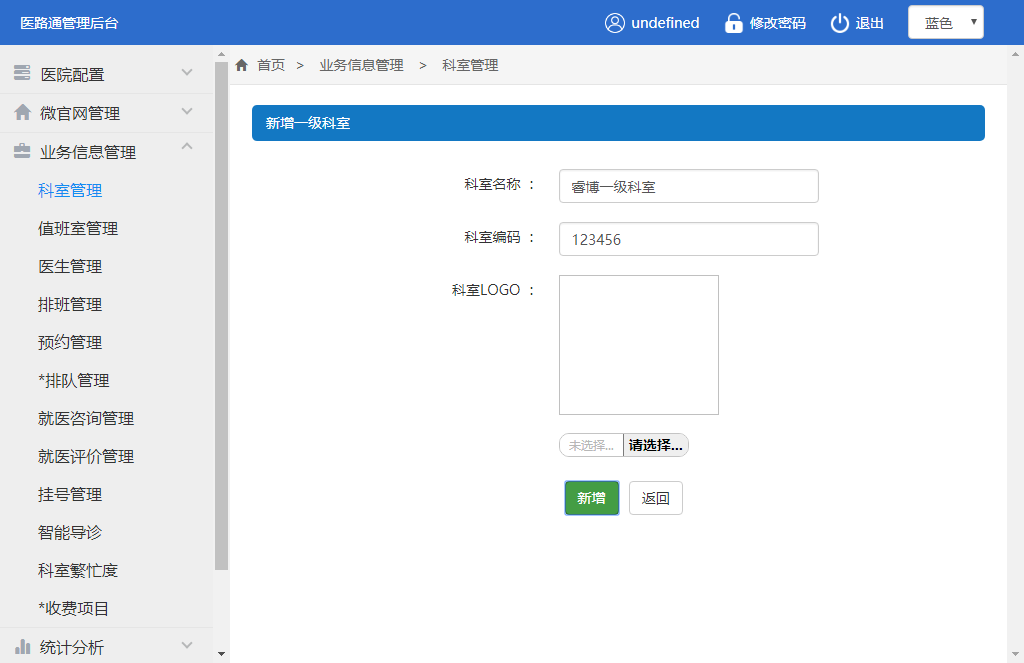 医路通管理后台
undefined
修改密码
退出
蓝色
医院配置
微官网管理
业务信息管理
科室管理
值班室管理
医生管理
排班管理
预约管理
*排队管理
就医咨询管理
就医评价管理
挂号管理
智能导诊
科室繁忙度
*收费项目
统计分析
首页 > 业务信息管理 > 科室管理
新增一级科室
科室名称 ： 睿博一级科室
科室编码 ： 123456
科室LOGO ：
未选择... 请选择...
新增 返回